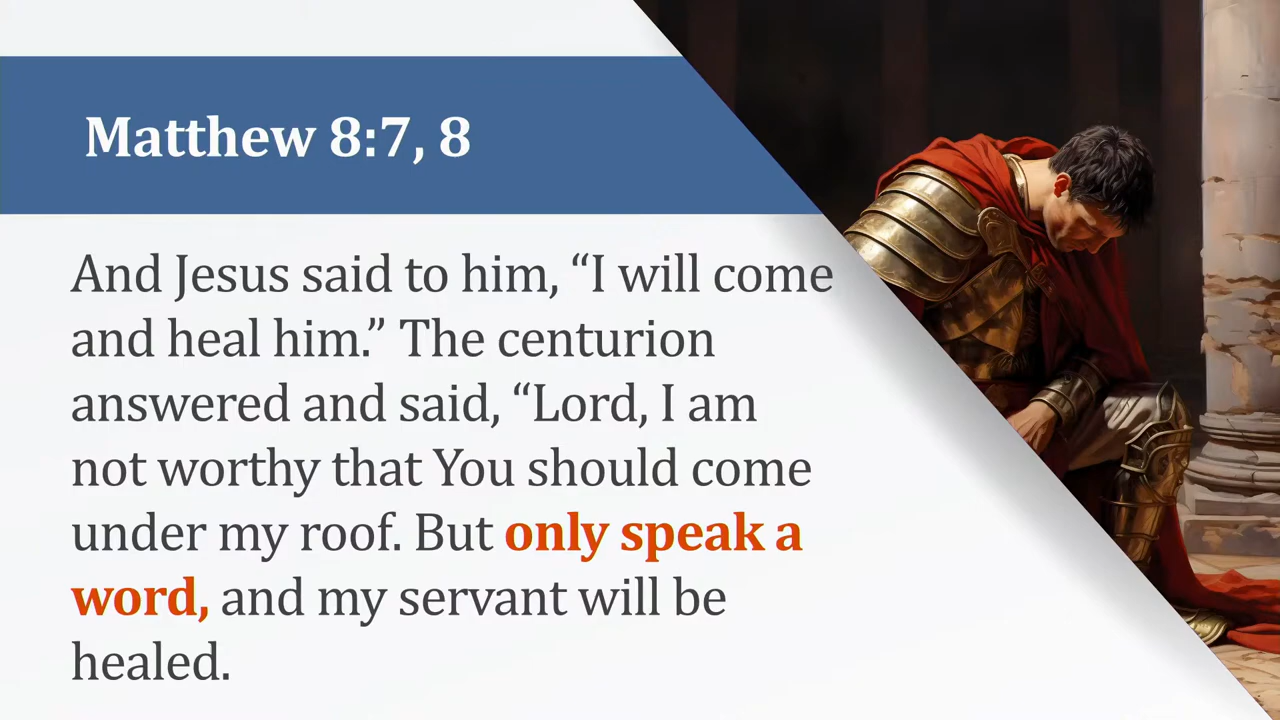 Matthew 8:7, 8
And Jesus said to him, “I will come
and heal him.” The centurion
answered and said, “Lord, I am
not worthy that You should come
under my roof. But only speak a
word, and my servant will be
healed.